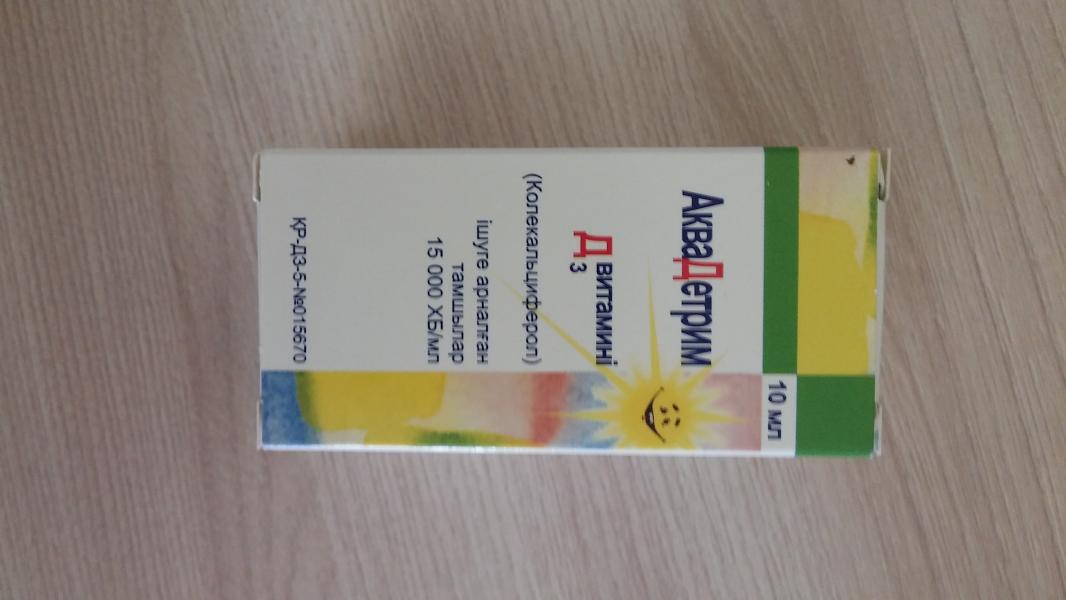 10 мл
АкваДетрим
Д3 витамині
(Колекальциферол)
ішуге арналған
тамшылар
15 000 ХБ/мл
ҚР-ДЗ-5-№015670